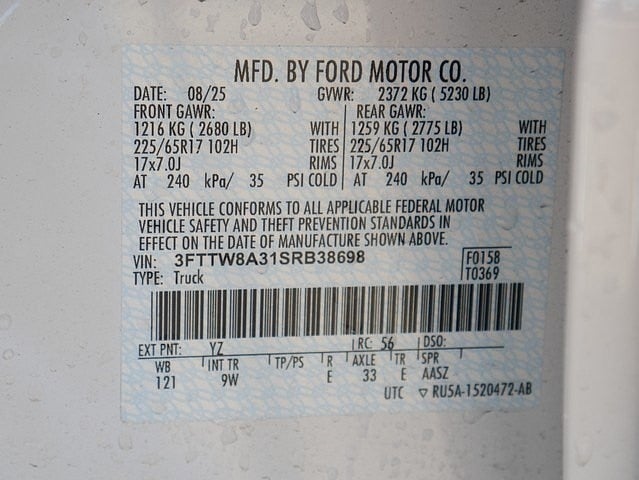 MFD. BY FORD MOTOR CO.
DATE: 08/25 GVWR: 2372 KG ( 5230 LB)
FRONT GAWR: REAR GAWR:
1216 KG ( 2680 LB) WITH 1259 KG ( 2775 LB) WITH
225/65R17 102H TIRES 225/65R17 102H TIRES
17x7.0J RIMS 17x7.0J RIMS
AT 240 kPa/ 35 PSI COLD AT 240 kPa/ 35 PSI COLD
THIS VEHICLE CONFORMS TO ALL APPLICABLE FEDERAL MOTOR
VEHICLE SAFETY AND THEFT PREVENTION STANDARDS IN
EFFECT ON THE DATE OF MANUFACTURE SHOWN ABOVE.
VIN: 3FTTW8A31SRB38698 F0158
TYPE: Truck T0369
EXT PNT: YZ RC: 56 DSO:
WB INT TR TP/PS R AXLE TR SPR
121 9W E 33 E AASZ
UTC ▽ RU5A-1520472-AB